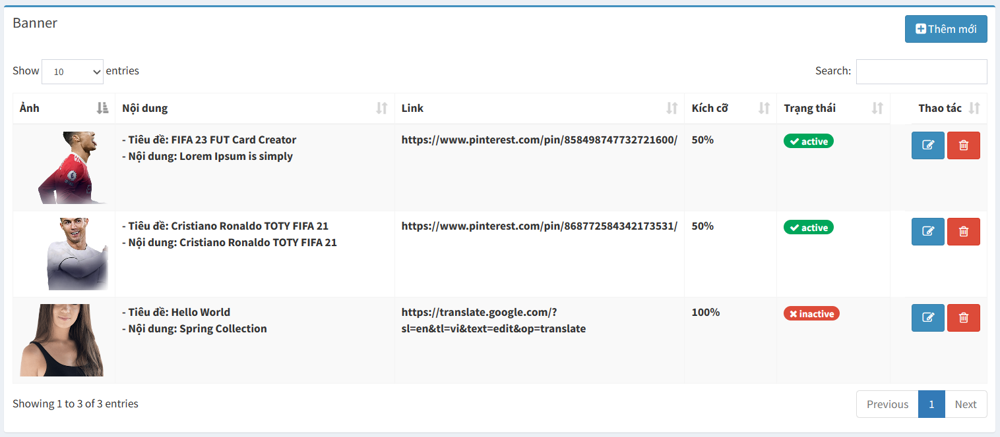 Banner
Thêm mới
Show 10 entries
Search:
Ảnh Nội dung Link Kích cỡ Trạng thái Thao tác
- Tiêu đề: FIFA 23 FUT Card Creator https://www.pinterest.com/pin/858498747732721600/ 50% active
- Nội dung: Lorem Ipsum is simply
- Tiêu đề: Cristiano Ronaldo TOTY FIFA 21 https://www.pinterest.com/pin/868772584342173531/ 50% active
- Nội dung: Cristiano Ronaldo TOTY FIFA 21
- Tiêu đề: Hello World https://translate.google.com/? 100% inactive
- Nội dung: Spring Collection sl=en&tl=vi&text=edit&op=translate
Showing 1 to 3 of 3 entries
Previous 1 Next